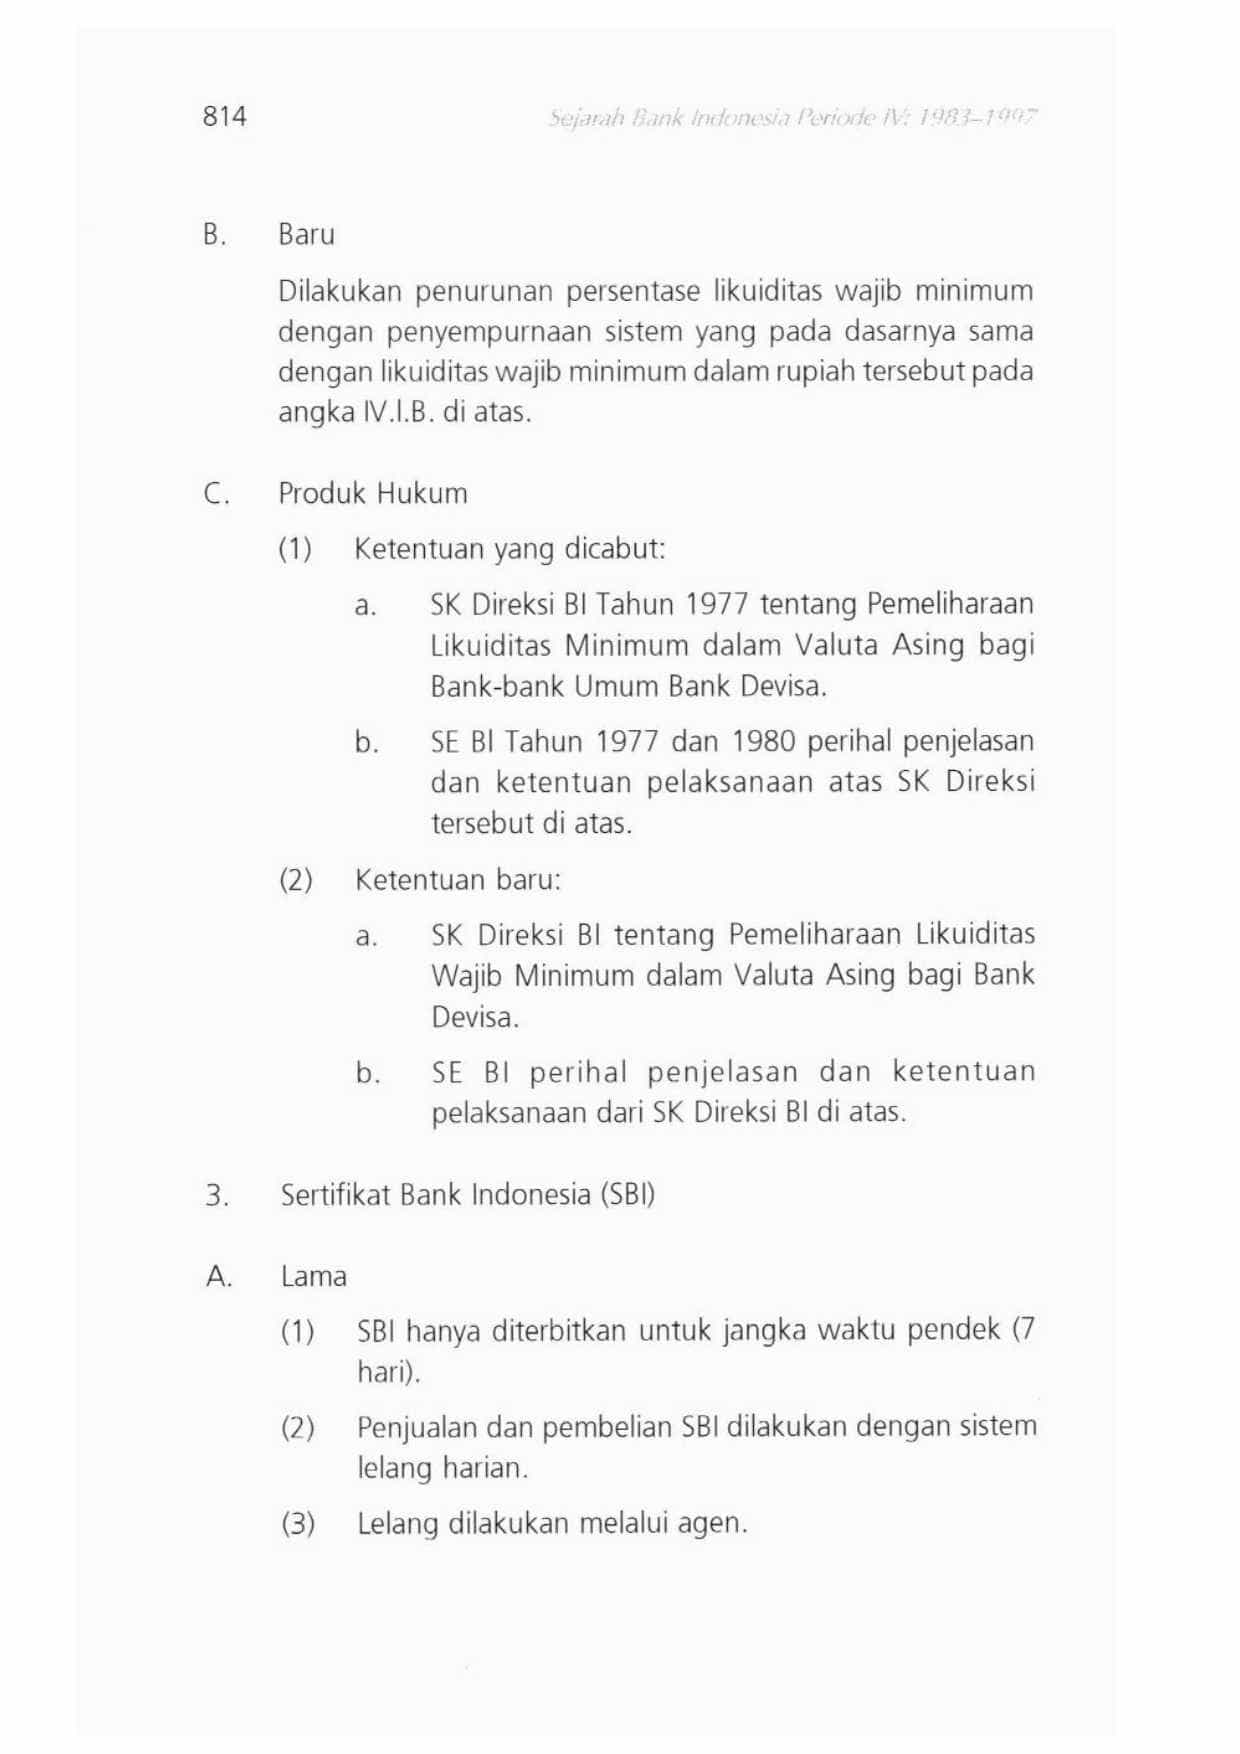 814 Sejarah Bank Indonesia Periode IV: 1983–1997
B. Baru
Dilakukan penurunan persentase likuiditas wajib minimum
dengan penyempurnaan sistem yang pada dasarnya sama
dengan likuiditas wajib minimum dalam rupiah tersebut pada
angka IV.I.B. di atas.
C. Produk Hukum
(1) Ketentuan yang dicabut:
a. SK Direksi BI Tahun 1977 tentang Pemeliharaan
Likuiditas Minimum dalam Valuta Asing bagi
Bank-bank Umum Bank Devisa.
b. SE BI Tahun 1977 dan 1980 perihal penjelasan
dan ketentuan pelaksanaan atas SK Direksi
tersebut di atas.
(2) Ketentuan baru:
a. SK Direksi BI tentang Pemeliharaan Likuiditas
Wajib Minimum dalam Valuta Asing bagi Bank
Devisa.
b. SE BI perihal penjelasan dan ketentuan
pelaksanaan dari SK Direksi BI di atas.
3. Sertifikat Bank Indonesia (SBI)
A. Lama
(1) SBI hanya diterbitkan untuk jangka waktu pendek (7
hari).
(2) Penjualan dan pembelian SBI dilakukan dengan sistem
lelang harian.
(3) Lelang dilakukan melalui agen.